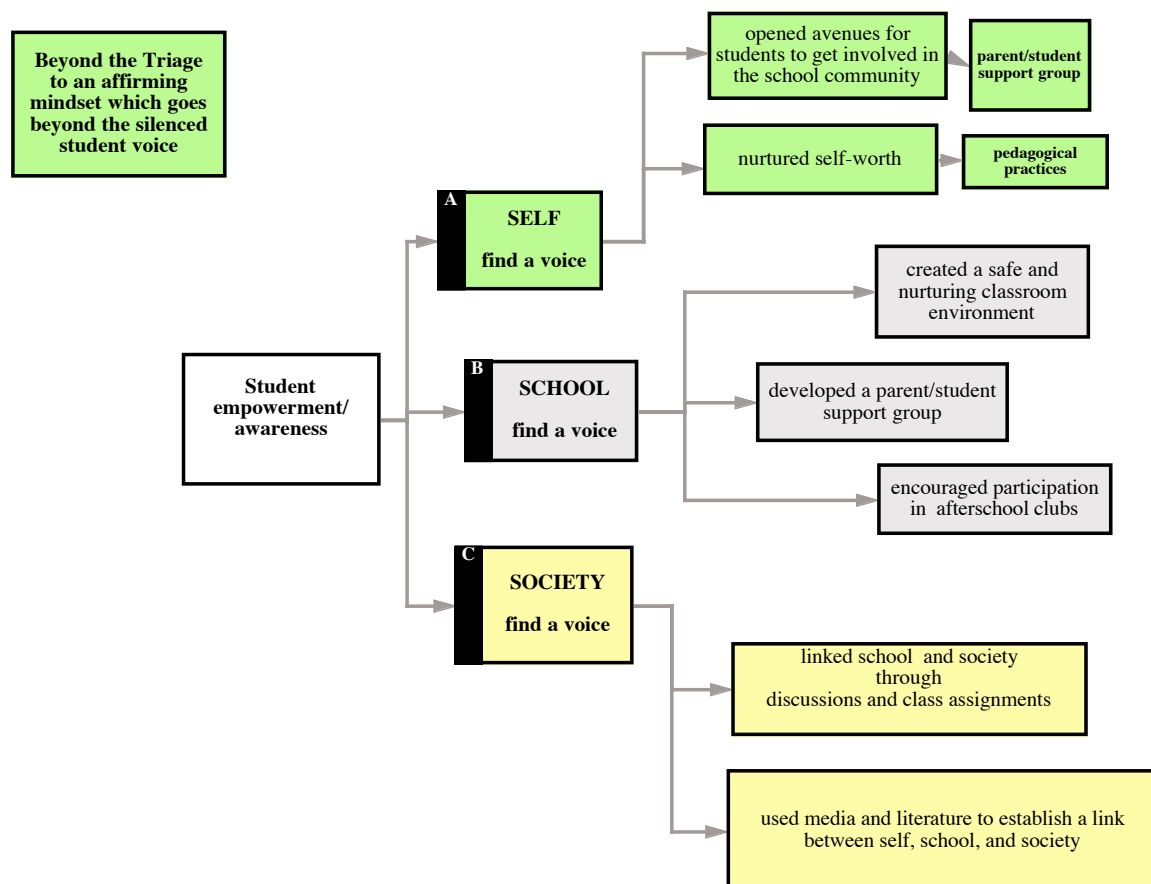 Beyond the Triage
to an affirming
mindset which goes
beyond the silenced
student voice
opened avenues for
students to get involved in
the school community
parent/student
support group
nurtured self-worth
pedagogical
practices
A
SELF
find a voice
created a safe and
nurturing classroom
environment
Student
empowerment/
awareness
B
SCHOOL
find a voice
developed a parent/student
support group
encouraged participation
in afterschool clubs
C
SOCIETY
find a voice
linked school and society
through
discussions and class assignments
used media and literature to establish a link
between self, school, and society